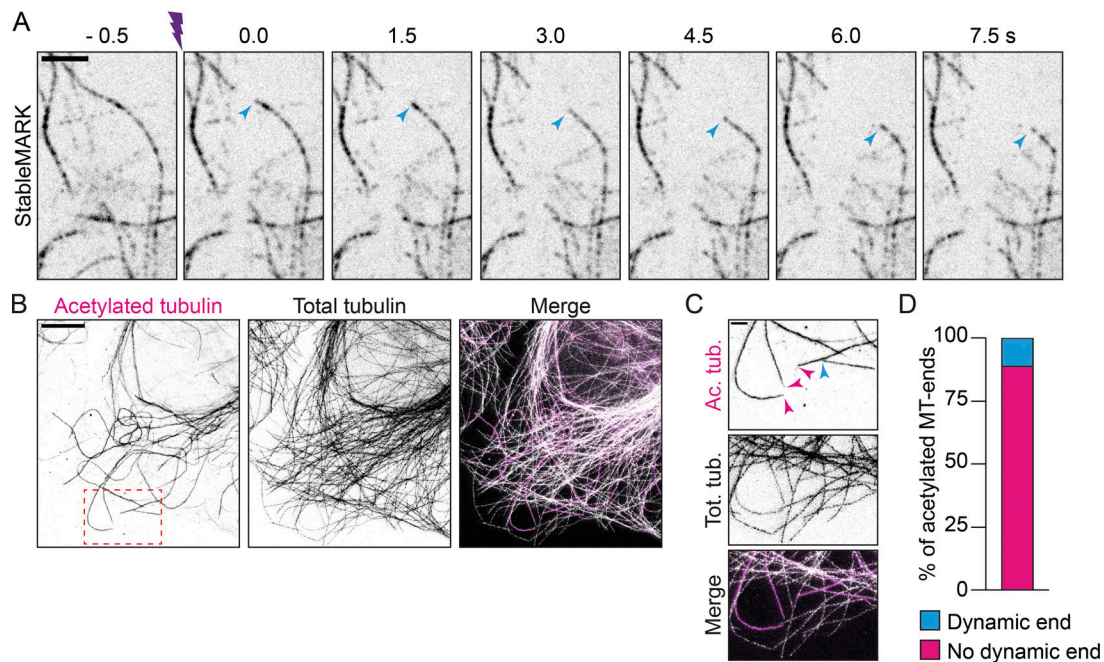 A
- 0.5 0.0 1.5 3.0 4.5 6.0 7.5 s
StableMARK
B
Acetylated tubulin Total tubulin Merge
C
Ac. tub.
Tot. tub.
Merge
D
% of acetylated MT-ends
100
75
50
25
0
Dynamic end
No dynamic end